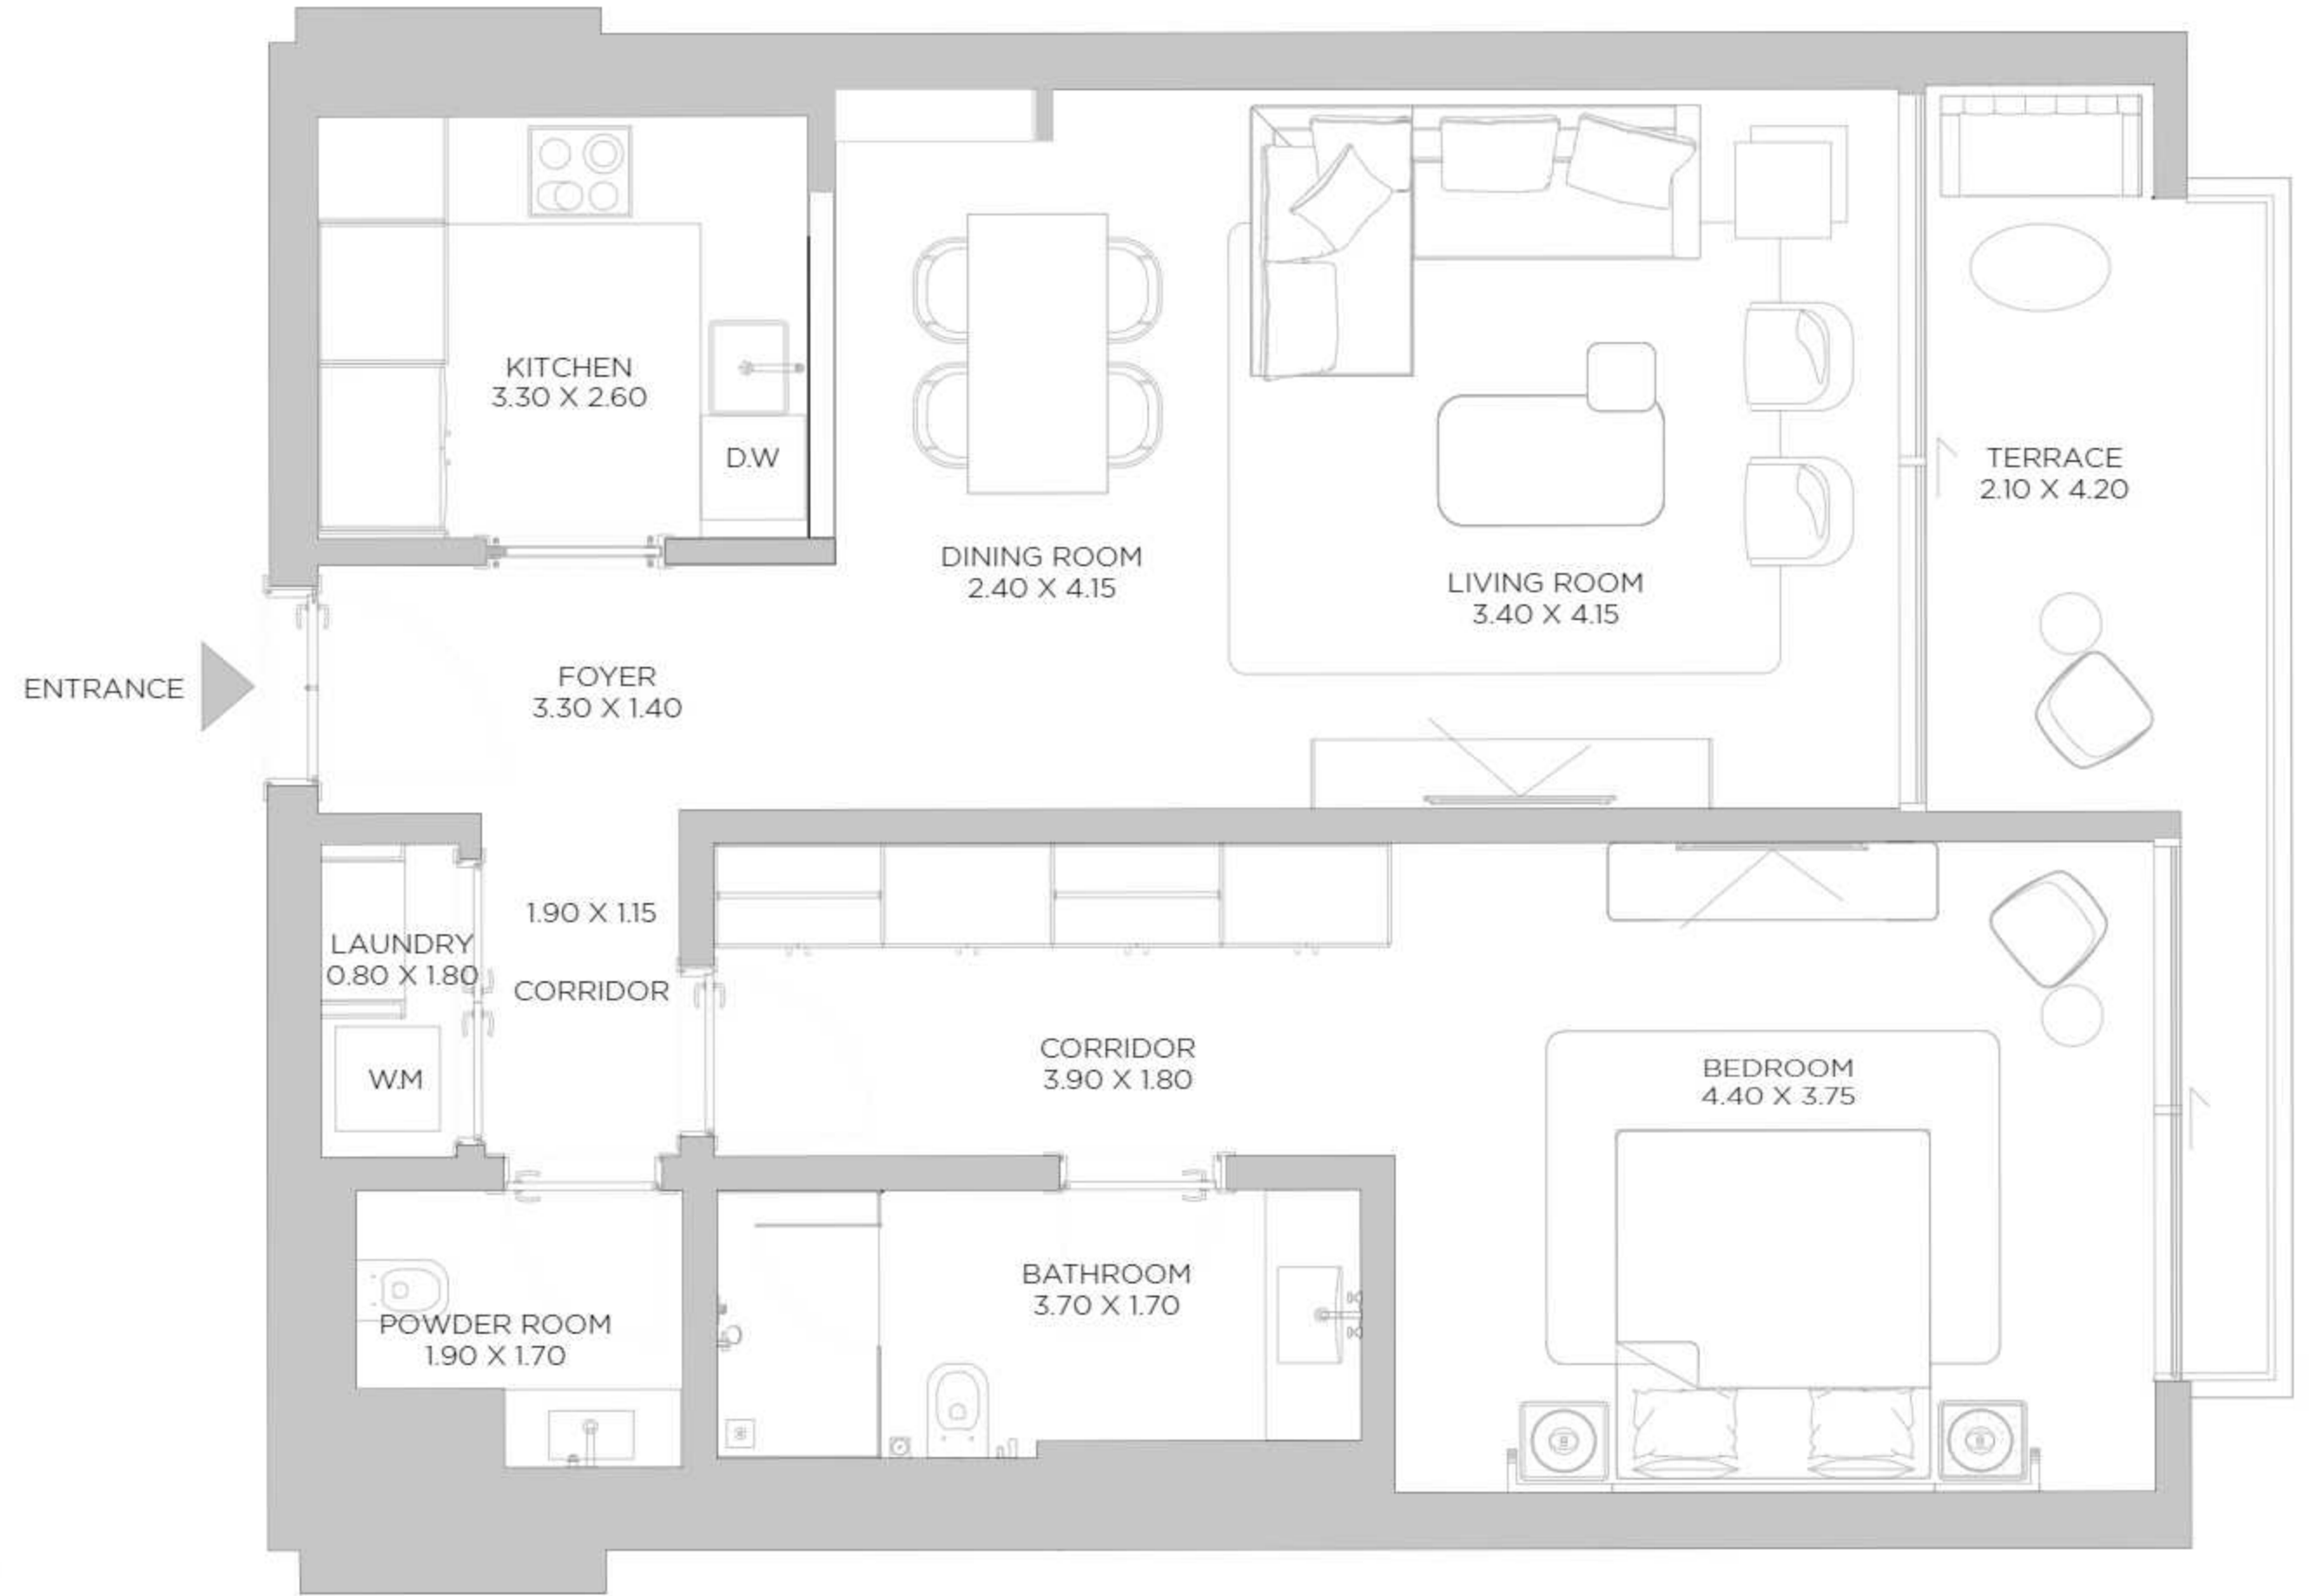 KITCHEN
3.30 X 2.60
D.W
DINING ROOM
2.40 X 4.15
LIVING ROOM
3.40 X 4.15
TERRACE
2.10 X 4.20
ENTRANCE
FOYER
3.30 X 1.40
1.90 X 1.15
CORRIDOR
LAUNDRY
0.80 X 1.80
W.M
CORRIDOR
3.90 X 1.80
BEDROOM
4.40 X 3.75
POWDER ROOM
1.90 X 1.70
BATHROOM
3.70 X 1.70